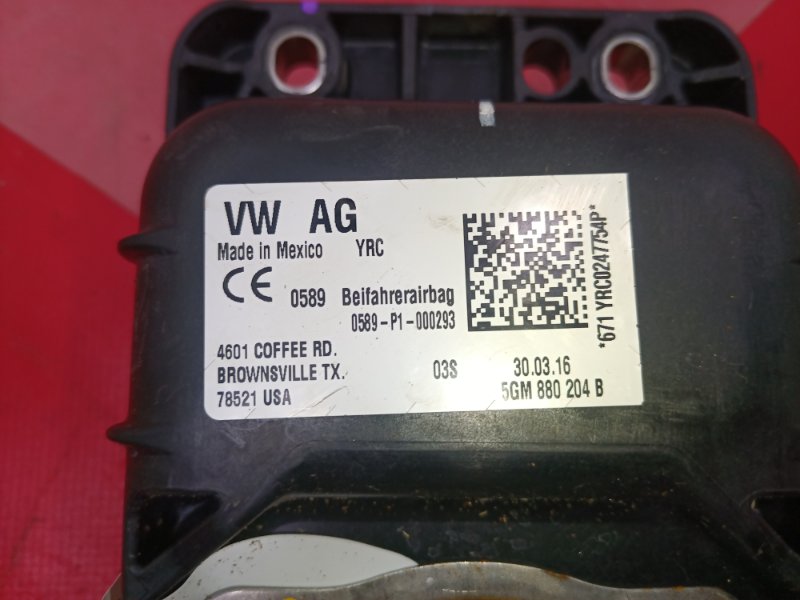 VW AG
Made in Mexico YRC
CE 0589 Beifahrerairbag
0589-P1-000293
4601 COFFEE RD.
BROWNSVILLE TX. 03S 30.03.16
78521 USA 5GM 880 204 B
*671 YRC0247754P*